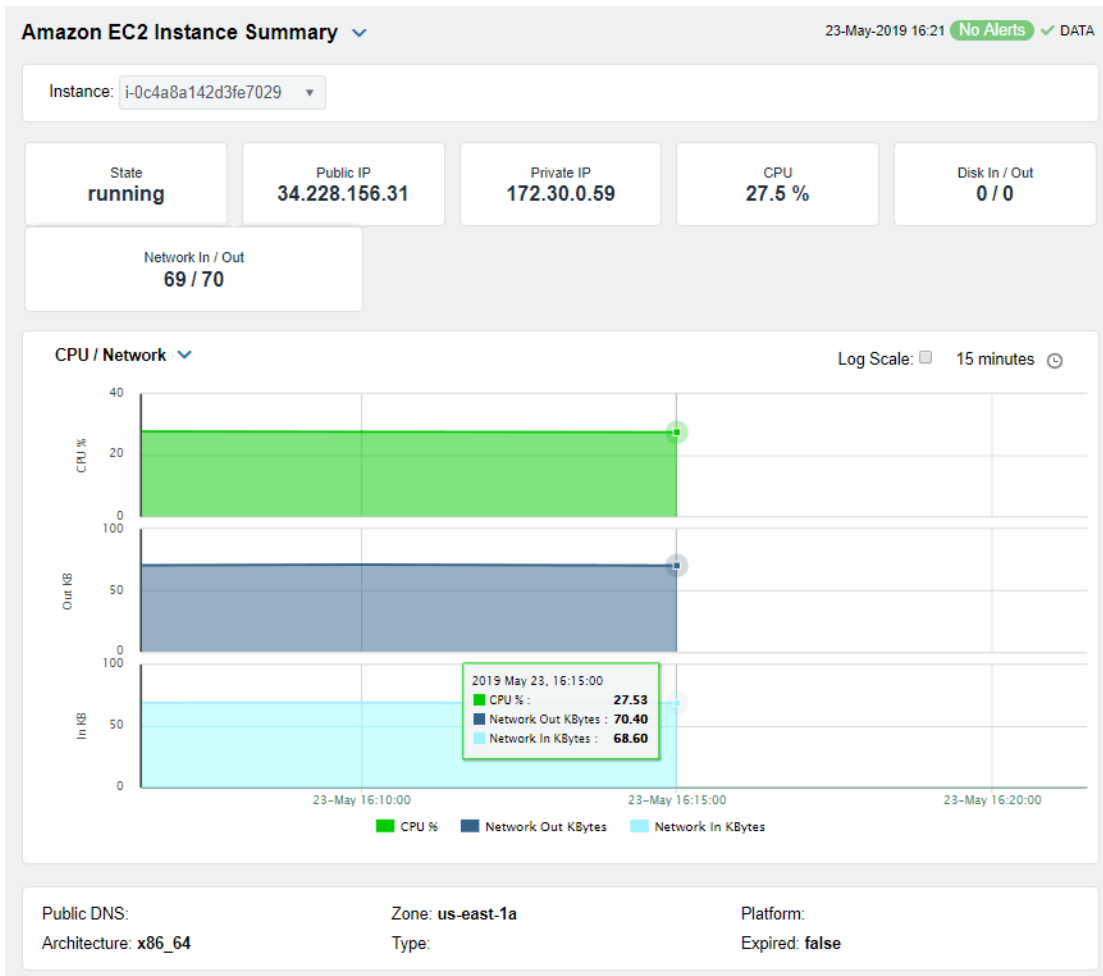 Amazon EC2 Instance Summary
23-May-2019 16:21 No Alerts DATA
Instance: i-0c4a8a142d3fe7029
State
running
Public IP
34.228.156.31
Private IP
172.30.0.59
CPU
27.5 %
Disk In / Out
0 / 0
Network In / Out
69 / 70
CPU / Network
Log Scale: 15 minutes
40
CPU %
20
0
100
Out KB
50
0
100
In KB
50
0
2019 May 23, 16:15:00
CPU % : 27.53
Network Out KBytes : 70.40
Network In KBytes : 68.60
23-May 16:10:00 23-May 16:15:00 23-May 16:20:00
CPU % Network Out KBytes Network In KBytes
Public DNS: Zone: us-east-1a Platform:
Architecture: x86_64 Type: Expired: false